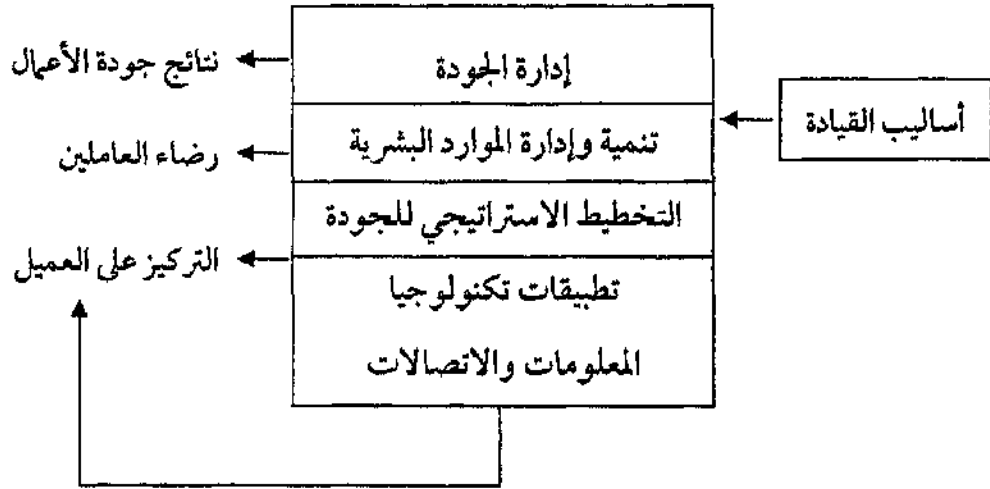 أساليب القيادة
إدارة الجودة
تنمية وإدارة الموارد البشرية
التخطيط الاستراتيجي للجودة
تطبيقات تكنولوجيا
المعلومات والاتصالات
نتائج جودة الأعمال
رضاء العاملين
التركيز على العميل